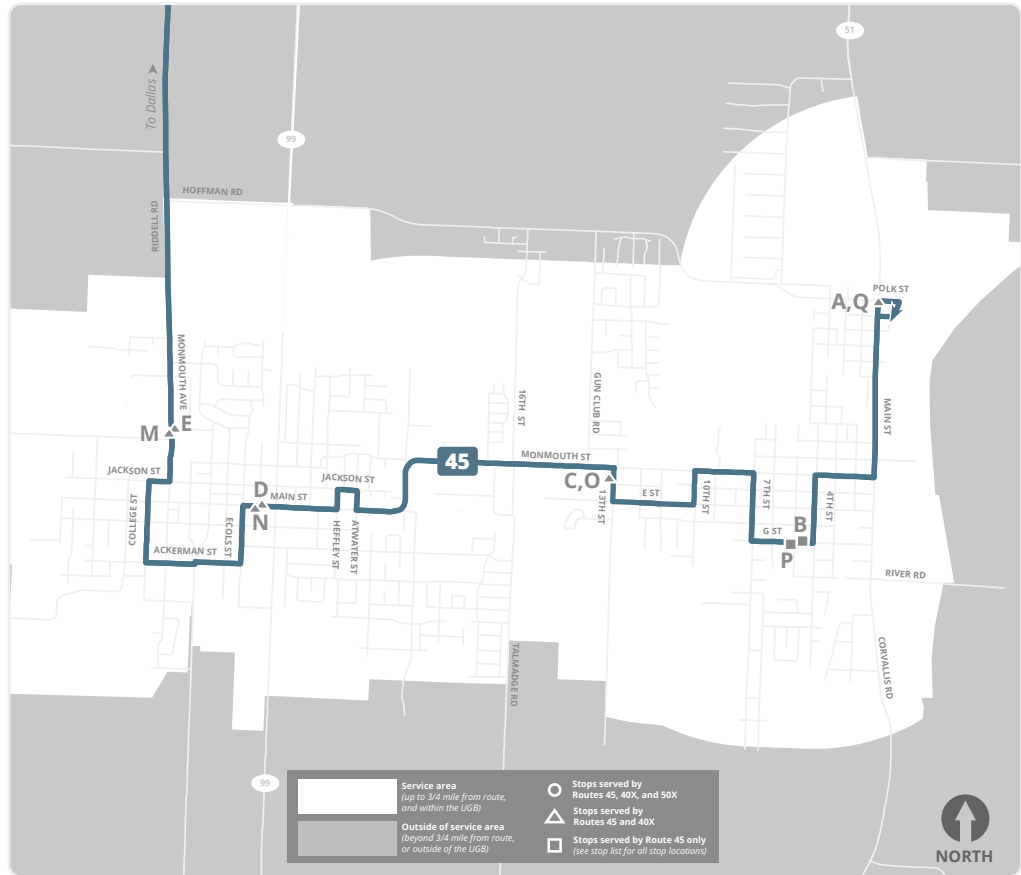 51
To Dallas
99
HOFFMAN RD
RIDDELL RD
POLK ST
A,Q
MONMOUTH AVE
GUN CLUB RD
16TH ST
MAIN ST
E
M
45
MONMOUTH ST
JACKSON ST
JACKSON ST
C,O
D
MAIN ST
N
E ST
13TH ST
10TH ST
7TH ST
4TH ST
COLLEGE ST
ECOLS ST
HEFFLEY ST
ATWATER ST
B
G ST
P
ACKERMAN ST
RIVER RD
TALMADGE RD
CORVALLIS RD
99
Service area
(up to 3/4 mile from route,
and within the UGB)
Outside of service area
(beyond 3/4 mile from route,
or outside of the UGB)
Stops served by
Routes 45, 40X, and 50X
Stops served by
Routes 45 and 40X
Stops served by Route 45 only
(see stop list for all stop locations)
NORTH